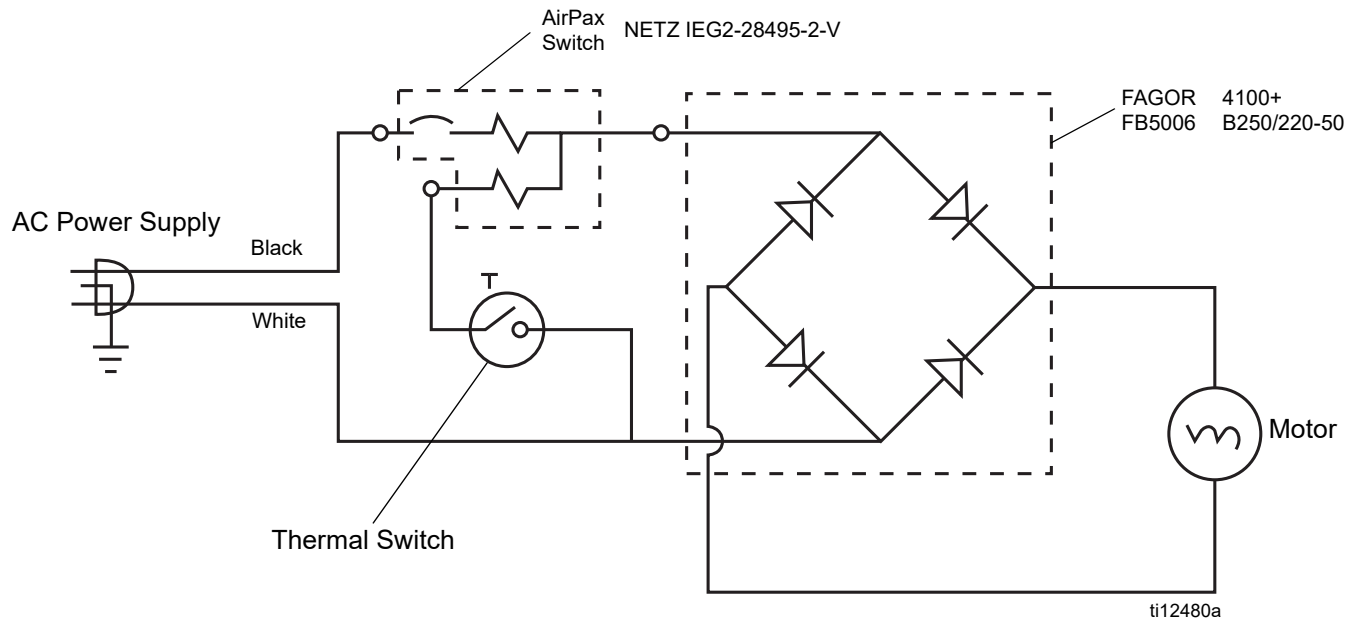 AirPax
Switch
NETZ IEG2-28495-2-V
FAGOR 4100+
FB5006 B250/220-50
AC Power Supply
Black
White
T
Motor
Thermal Switch
ti12480a